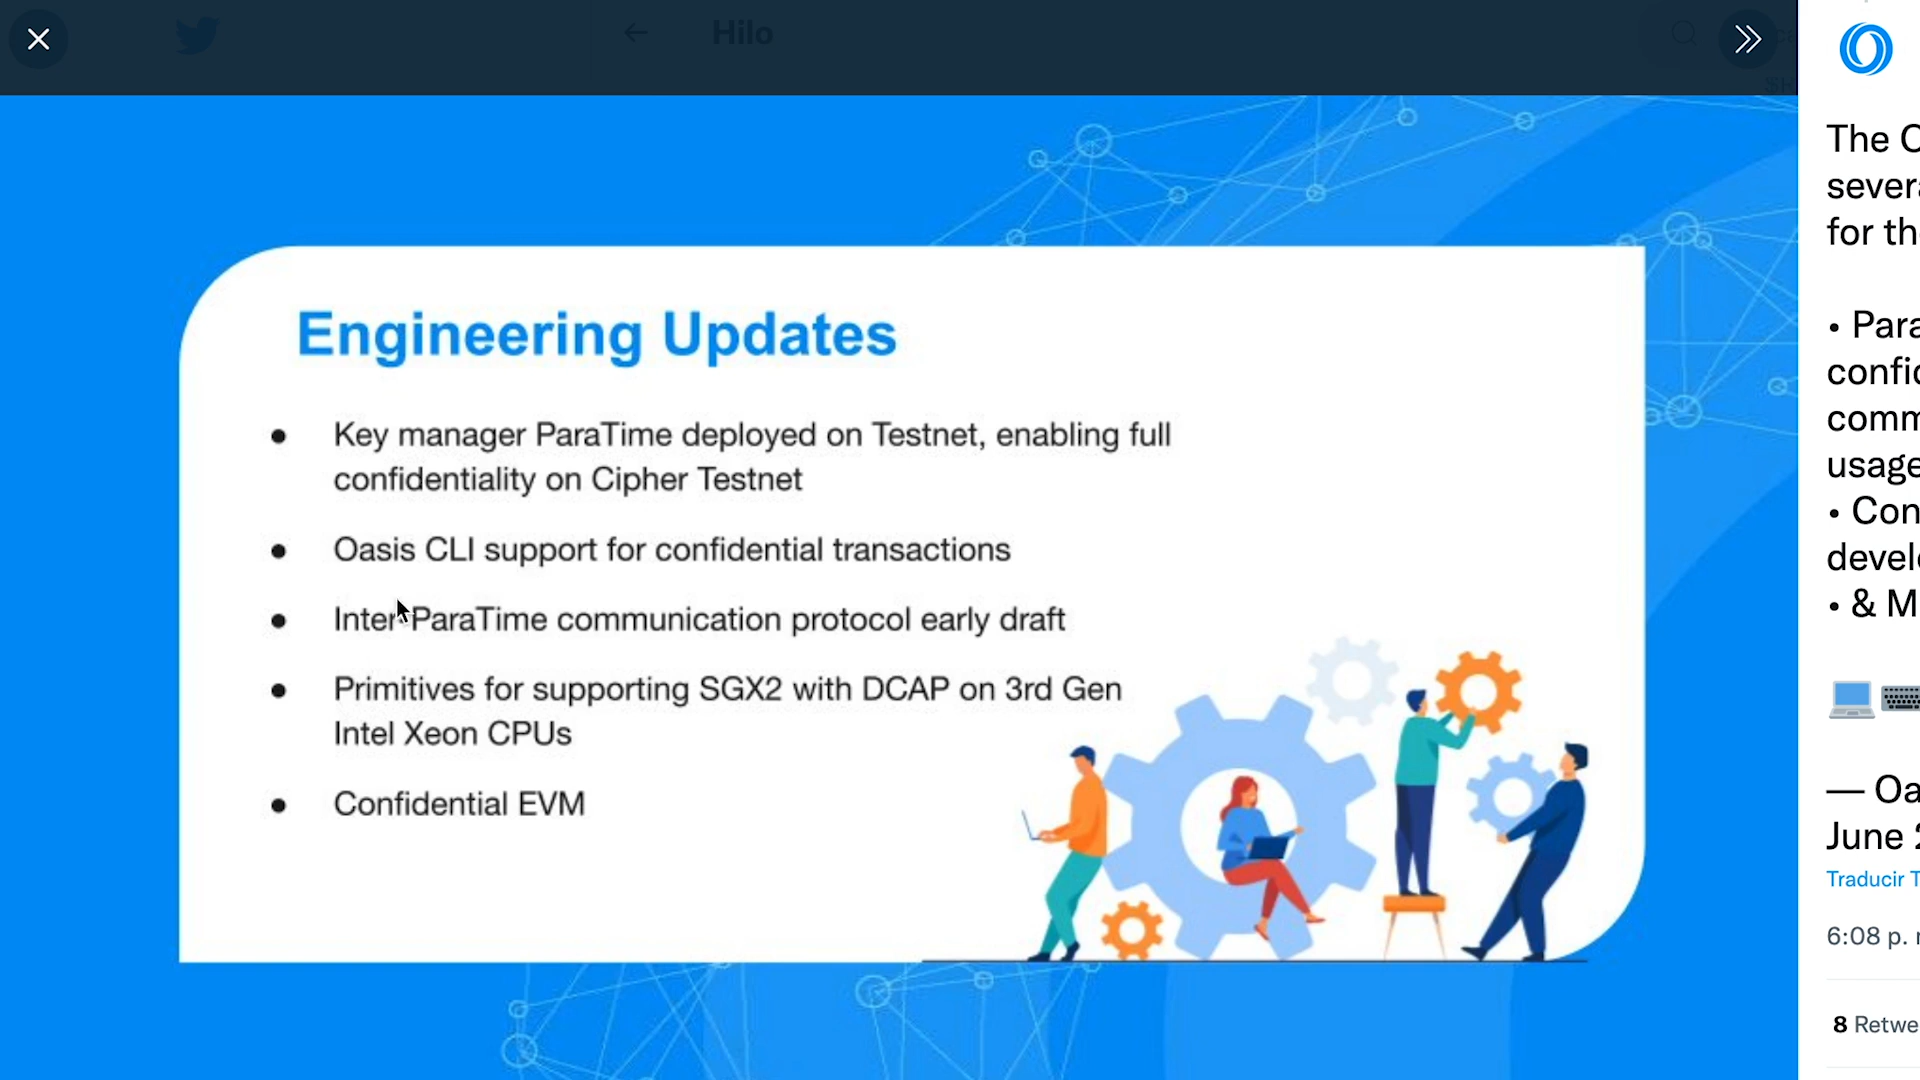 Hilo
Engineering Updates
● Key manager ParaTime deployed on Testnet, enabling full
confidentiality on Cipher Testnet
● Oasis CLI support for confidential transactions
● Inter-ParaTime communication protocol early draft
● Primitives for supporting SGX2 with DCAP on 3rd Gen
Intel Xeon CPUs
● Confidential EVM
The
for
•
•
• & M
—
June
Traducir
6:08 p.
8